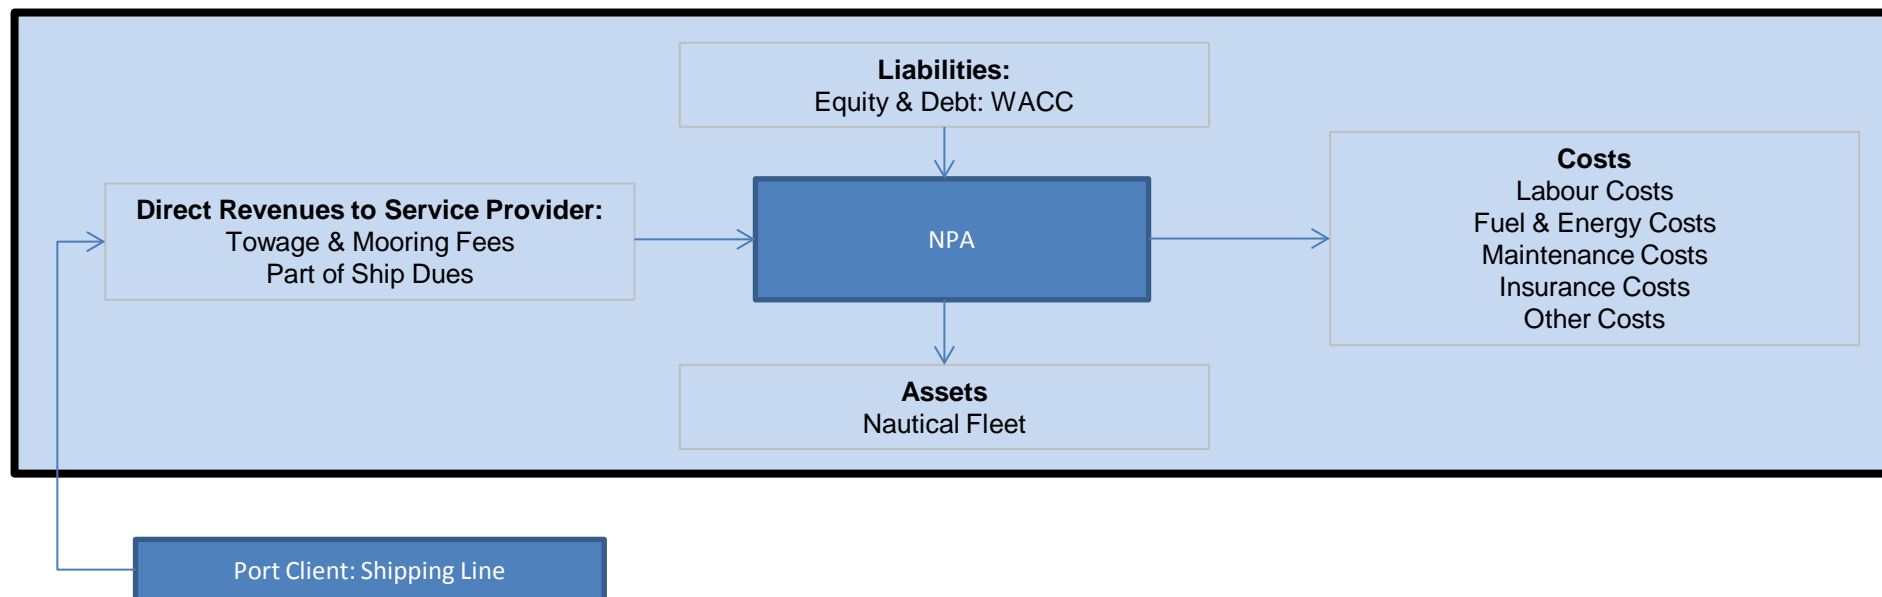 Liabilities:
Equity & Debt: WACC
Direct Revenues to Service Provider:
Towage & Mooring Fees
Part of Ship Dues
NPA
Costs
Labour Costs
Fuel & Energy Costs
Maintenance Costs
Insurance Costs
Other Costs
Assets
Nautical Fleet
Port Client: Shipping Line